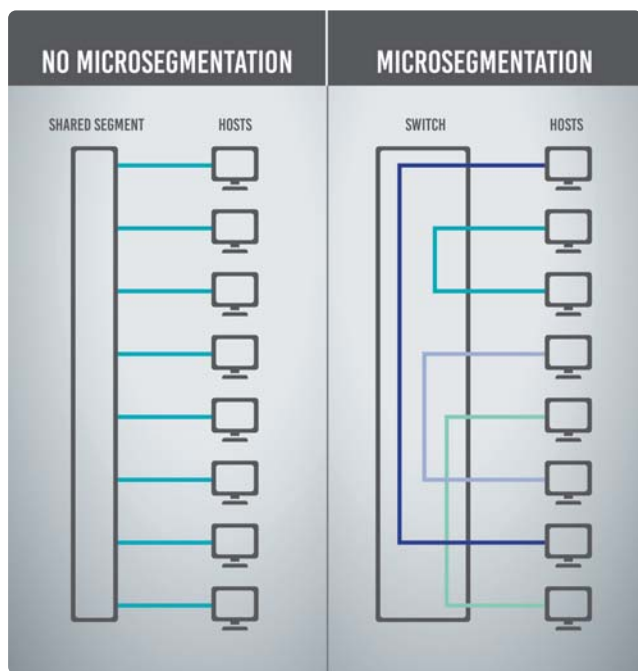 NO MICROSEGMENTATION
MICROSEGMENTATION
SHARED SEGMENT
HOSTS
SWITCH
HOSTS